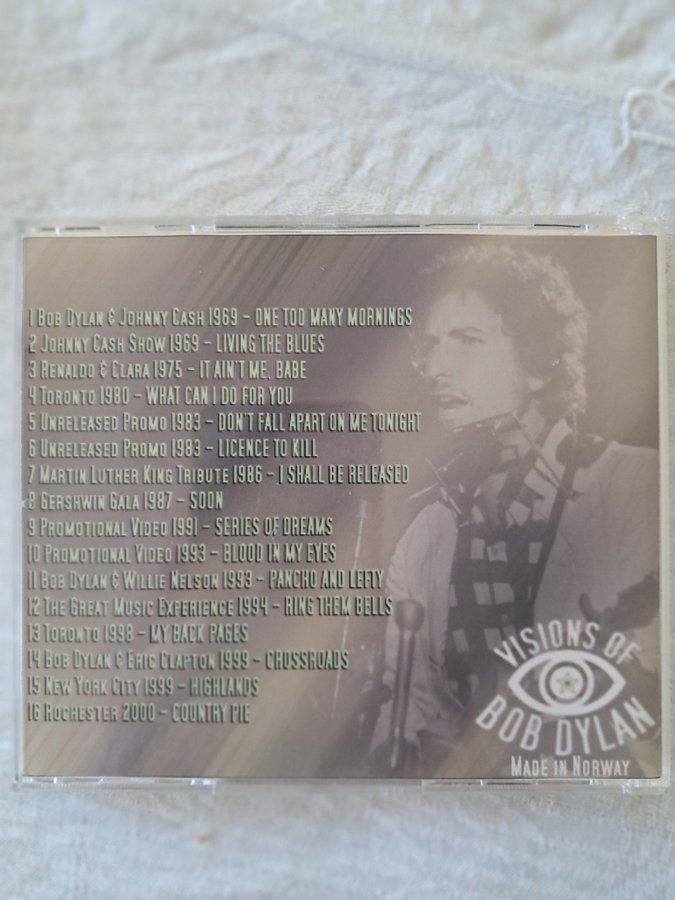 1 Bob Dylan & Johnny Cash 1969 – ONE TOO MANY MORNINGS
2 Johnny Cash Show 1969 – LIVING THE BLUES
3 Renaldo & Clara 1975 – IT AIN'T ME, BABE
4 Toronto 1980 – WHAT CAN I DO FOR YOU
5 Unreleased Promo 1983 – DON'T FALL APART ON ME TONIGHT
6 Unreleased Promo 1983 – LICENCE TO KILL
7 Martin Luther King Tribute 1986 – I SHALL BE RELEASED
8 Gershwin Gala 1987 – SOON
9 Promotional Video 1991 – SERIES OF DREAMS
10 Promotional Video 1993 – BLOOD IN MY EYES
11 Bob Dylan & Willie Nelson 1993 – PANCHO AND LEFTY
12 The Great Music Experience 1994 – RING THEM BELLS
13 Toronto 1998 – MY BACK PAGES
14 Bob Dylan & Eric Clapton 1999 – CROSSROADS
15 New York City 1999 – HIGHLANDS
16 Rochester 2000 – COUNTRY PIE
VISIONS OF
BOB DYLAN
Made in Norway